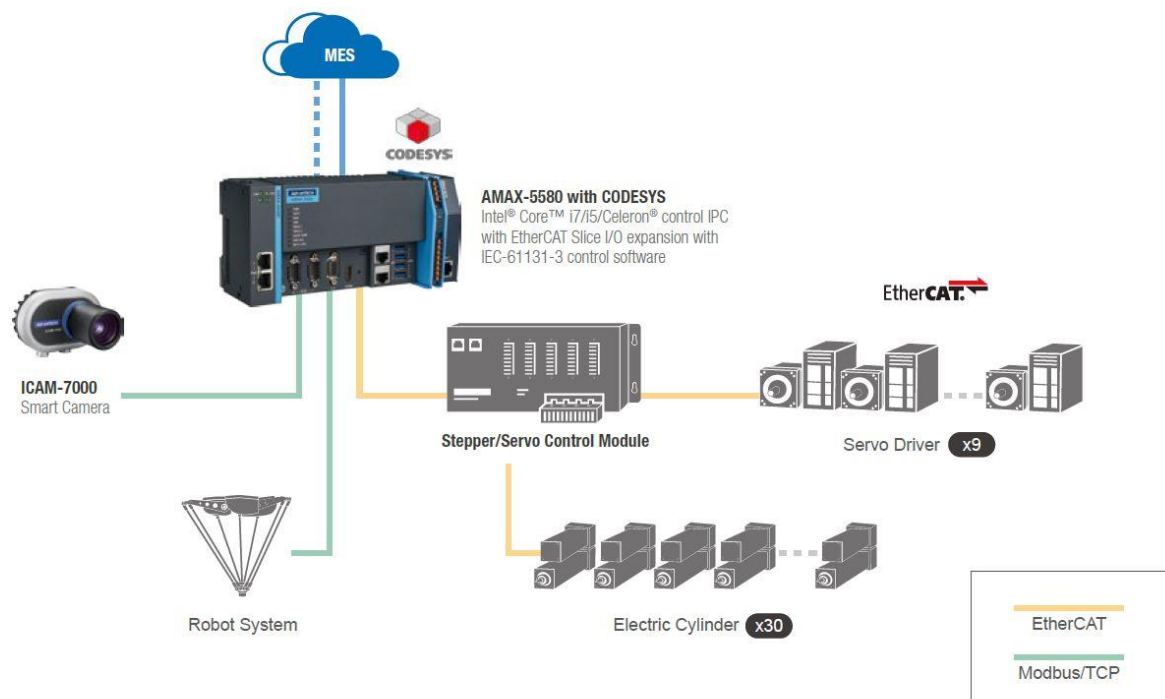 MES
CODESYS
AMAX-5580 with CODESYS
Intel® Core™ i7/i5/Celeron® control IPC
with EtherCAT Slice I/O expansion with
IEC-61131-3 control software
EtherCAT.
ICAM-7000
Smart Camera
Stepper/Servo Control Module
Servo Driver x9
Robot System
Electric Cylinder x30
EtherCAT
Modbus/TCP